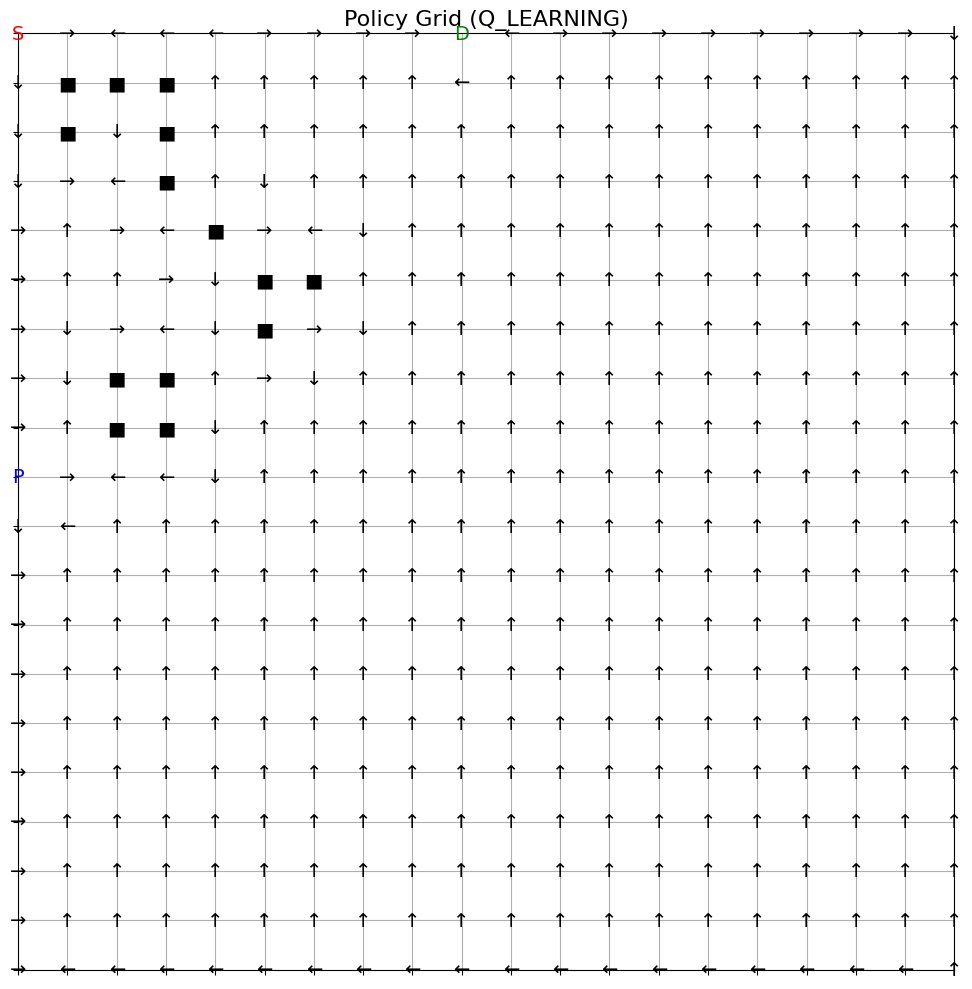 Policy Grid (Q_LEARNING)
S → ← ← ← → → → → D ← → → → → → → → → ↓
↓ ■ ■ ■ ↑ ↑ ↑ ↑ ↑ ← ↑ ↑ ↑ ↑ ↑ ↑ ↑ ↑ ↑ ↑
↓ ■ ↓ ■ ↑ ↑ ↑ ↑ ↑ ↑ ↑ ↑ ↑ ↑ ↑ ↑ ↑ ↑ ↑ ↑
↓ → ← ■ ↑ ↓ ↑ ↑ ↑ ↑ ↑ ↑ ↑ ↑ ↑ ↑ ↑ ↑ ↑ ↑
→ ↑ → ← ■ → ← ↓ ↑ ↑ ↑ ↑ ↑ ↑ ↑ ↑ ↑ ↑ ↑ ↑
→ ↑ ↑ → ↓ ■ ■ ↑ ↑ ↑ ↑ ↑ ↑ ↑ ↑ ↑ ↑ ↑ ↑ ↑
→ ↓ → ← ↓ ■ → ↓ ↑ ↑ ↑ ↑ ↑ ↑ ↑ ↑ ↑ ↑ ↑ ↑
→ ↓ ■ ■ ↑ → ↓ ↑ ↑ ↑ ↑ ↑ ↑ ↑ ↑ ↑ ↑ ↑ ↑ ↑
→ ↑ ■ ■ ↓ ↑ ↑ ↑ ↑ ↑ ↑ ↑ ↑ ↑ ↑ ↑ ↑ ↑ ↑ ↑
P → ← ← ↓ ↑ ↑ ↑ ↑ ↑ ↑ ↑ ↑ ↑ ↑ ↑ ↑ ↑ ↑ ↑
↓ ← ↑ ↑ ↑ ↑ ↑ ↑ ↑ ↑ ↑ ↑ ↑ ↑ ↑ ↑ ↑ ↑ ↑ ↑
→ ↑ ↑ ↑ ↑ ↑ ↑ ↑ ↑ ↑ ↑ ↑ ↑ ↑ ↑ ↑ ↑ ↑ ↑ ↑
→ ↑ ↑ ↑ ↑ ↑ ↑ ↑ ↑ ↑ ↑ ↑ ↑ ↑ ↑ ↑ ↑ ↑ ↑ ↑
→ ↑ ↑ ↑ ↑ ↑ ↑ ↑ ↑ ↑ ↑ ↑ ↑ ↑ ↑ ↑ ↑ ↑ ↑ ↑
→ ↑ ↑ ↑ ↑ ↑ ↑ ↑ ↑ ↑ ↑ ↑ ↑ ↑ ↑ ↑ ↑ ↑ ↑ ↑
→ ↑ ↑ ↑ ↑ ↑ ↑ ↑ ↑ ↑ ↑ ↑ ↑ ↑ ↑ ↑ ↑ ↑ ↑ ↑
→ ↑ ↑ ↑ ↑ ↑ ↑ ↑ ↑ ↑ ↑ ↑ ↑ ↑ ↑ ↑ ↑ ↑ ↑ ↑
→ ↑ ↑ ↑ ↑ ↑ ↑ ↑ ↑ ↑ ↑ ↑ ↑ ↑ ↑ ↑ ↑ ↑ ↑ ↑
→ ↑ ↑ ↑ ↑ ↑ ↑ ↑ ↑ ↑ ↑ ↑ ↑ ↑ ↑ ↑ ↑ ↑ ↑ ↑
→ ← ← ← ← ← ← ← ← ← ← ← ← ← ← ← ← ← ← ↑